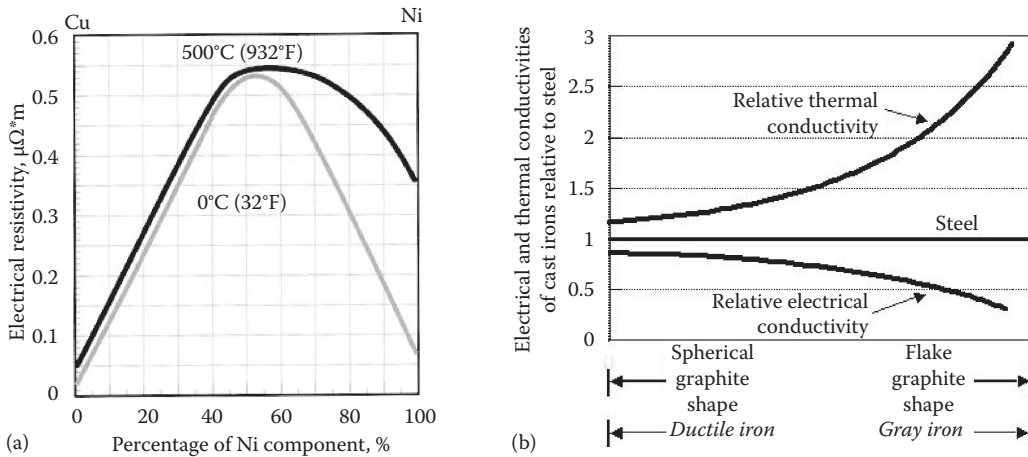 Cu
Ni
0.6
0.5
0.4
0.3
0.2
0.1
0
Electrical resistivity, μΩ*m
500°C (932°F)
0°C (32°F)
0 20 40 60 80 100
(a)
Percentage of Ni component, %
3
2.5
2
1.5
1
0.5
0
Electrical and thermal conductivities
of cast irons relative to steel
Relative thermal
conductivity
Steel
Relative electrical
conductivity
Spherical
graphite
shape
Ductile iron
Flake
graphite
shape
Gray iron
(b)